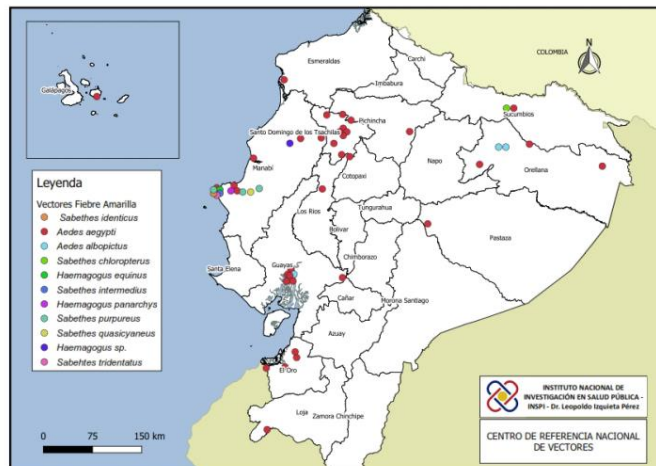 COLOMBIA
N
Esmeraldas
Carchi
Imbabura
Galápagos
Sucumbíos
Pichincha
Santo Domingo de los Tsachilas
Napo
Orellana
Manabí
Cotopaxi
Leyenda
Vectores Fiebre Amarilla
Sabethes identicus
Aedes aegypti
Aedes albopictus
Sabethes chloropterus
Haemagogus equinus
Sabethes intermedius
Haemagogus panarchys
Sabethes purpureus
Sabethes quasicyaneus
Haemagogus sp.
Sabehtes tridentatus
Los Ríos
Tungurahua
Bolivar
Pastaza
Chimborazo
Santa Elena
Guayas
Cañar
Morona Santiago
Azuay
El Oro
Loja
Zamora Chinchipe
0 75 150 km
INSTITUTO NACIONAL DE
INVESTIGACIÓN EN SALUD PÚBLICA -
INSPI - Dr. Leopoldo Izquieta Pérez
CENTRO DE REFERENCIA NACIONAL
DE VECTORES